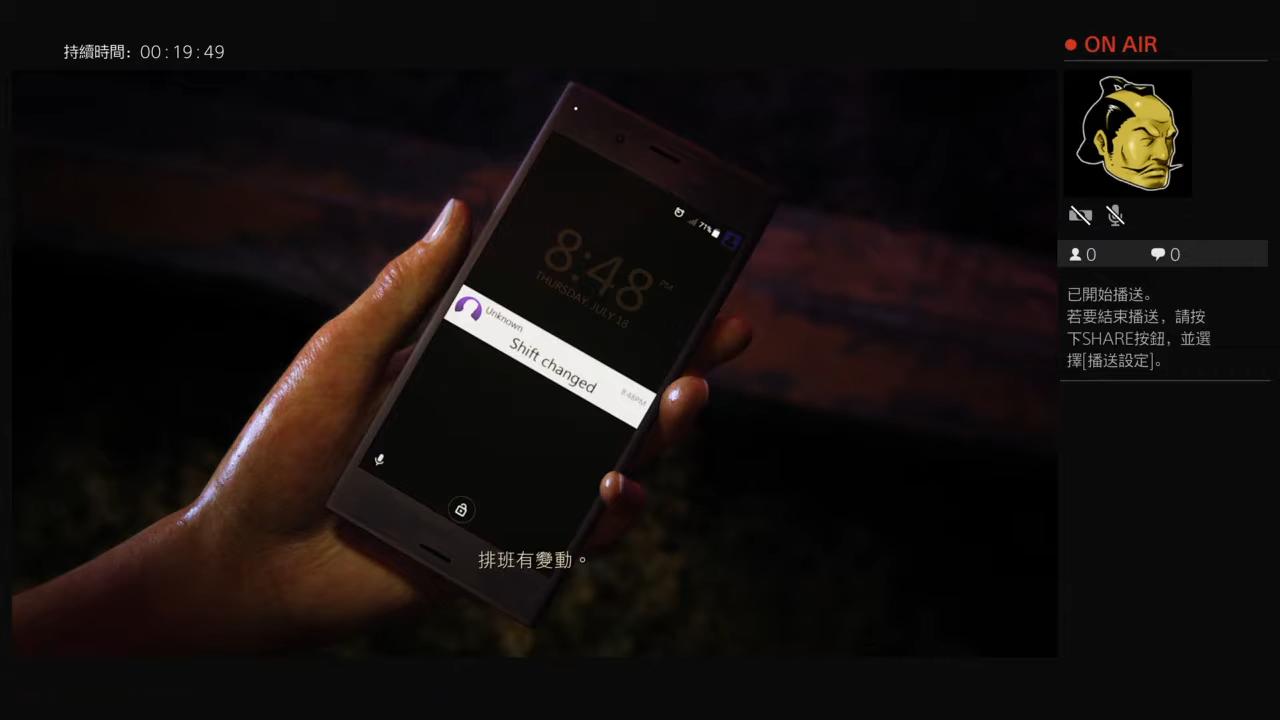 持續時間：00:19:49
ON AIR
71%
8:48 PM
THURSDAY, JULY 18
Unknown
Shift changed
8:48PM
排班有變動。
0
0
已開始播送。
若要結束播送，請按
下SHARE按鈕，並選
擇[播送設定]。